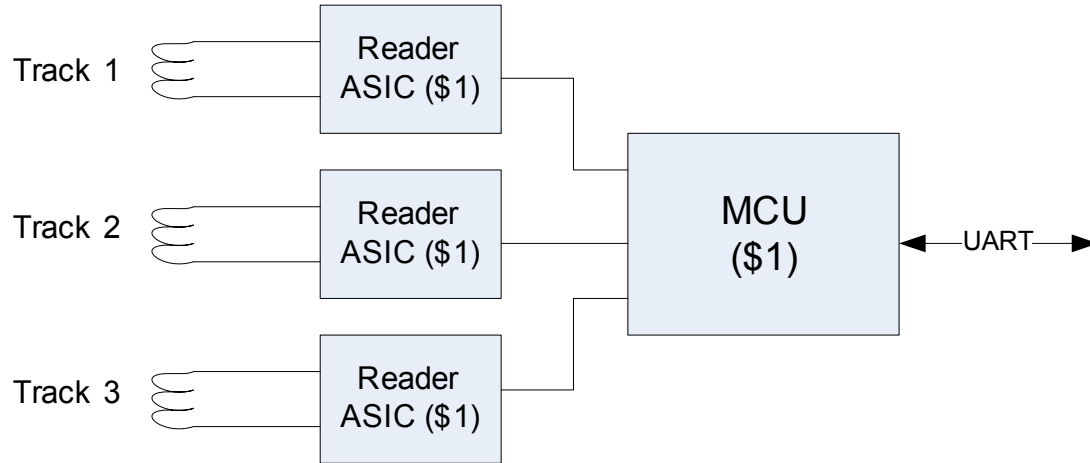 Track 1
Reader
ASIC ($1)
Track 2
Reader
ASIC ($1)
MCU
($1)
UART
Track 3
Reader
ASIC ($1)